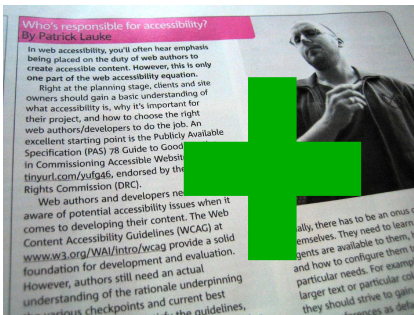 Who's responsible for accessibility?
By Patrick Lauke
In web accessibility, you'll often hear emphasis
being placed on the duty of web authors to
create accessible content. However, this is only
one part of the web accessibility equation.
Right at the planning stage, clients and site
owners should gain a basic understanding of
what accessibility is, why it's important for
their project, and how to choose the right
web authors/developers to do the job. An
excellent starting point is the Publicly Available
Specification (PAS) 78 Guide to Good
in Commissioning Accessible
tinyurl.com/yufg46, endorsed by the
Rights Commission (DRC).
Web authors and developers
aware of potential accessibility issues when it
comes to developing their content. The Web
Content Accessibility Guidelines (WCAG) at
www.w3.org/WAI/intro/wcag provide a solid
foundation for development and evaluation.
However, authors still need an actual
understanding of the rationale underpinning
various checkpoints and current best
the guidelines,
there has to be an onus
They need to learn
agents are available to them,
and how to configure them
particular needs. For
larger text or particular
they should strive to gain